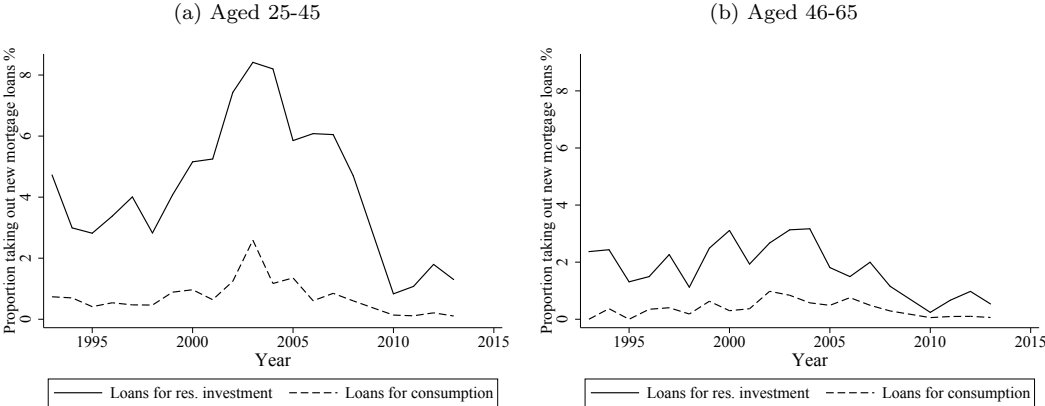 (a) Aged 25-45
Proportion taking out new mortgage loans %
8
6
4
2
0
1995 2000 2005 2010 2015
Year
Loans for res. investment Loans for consumption
(b) Aged 46-65
Proportion taking out new mortgage loans %
8
6
4
2
0
1995 2000 2005 2010 2015
Year
Loans for res. investment Loans for consumption